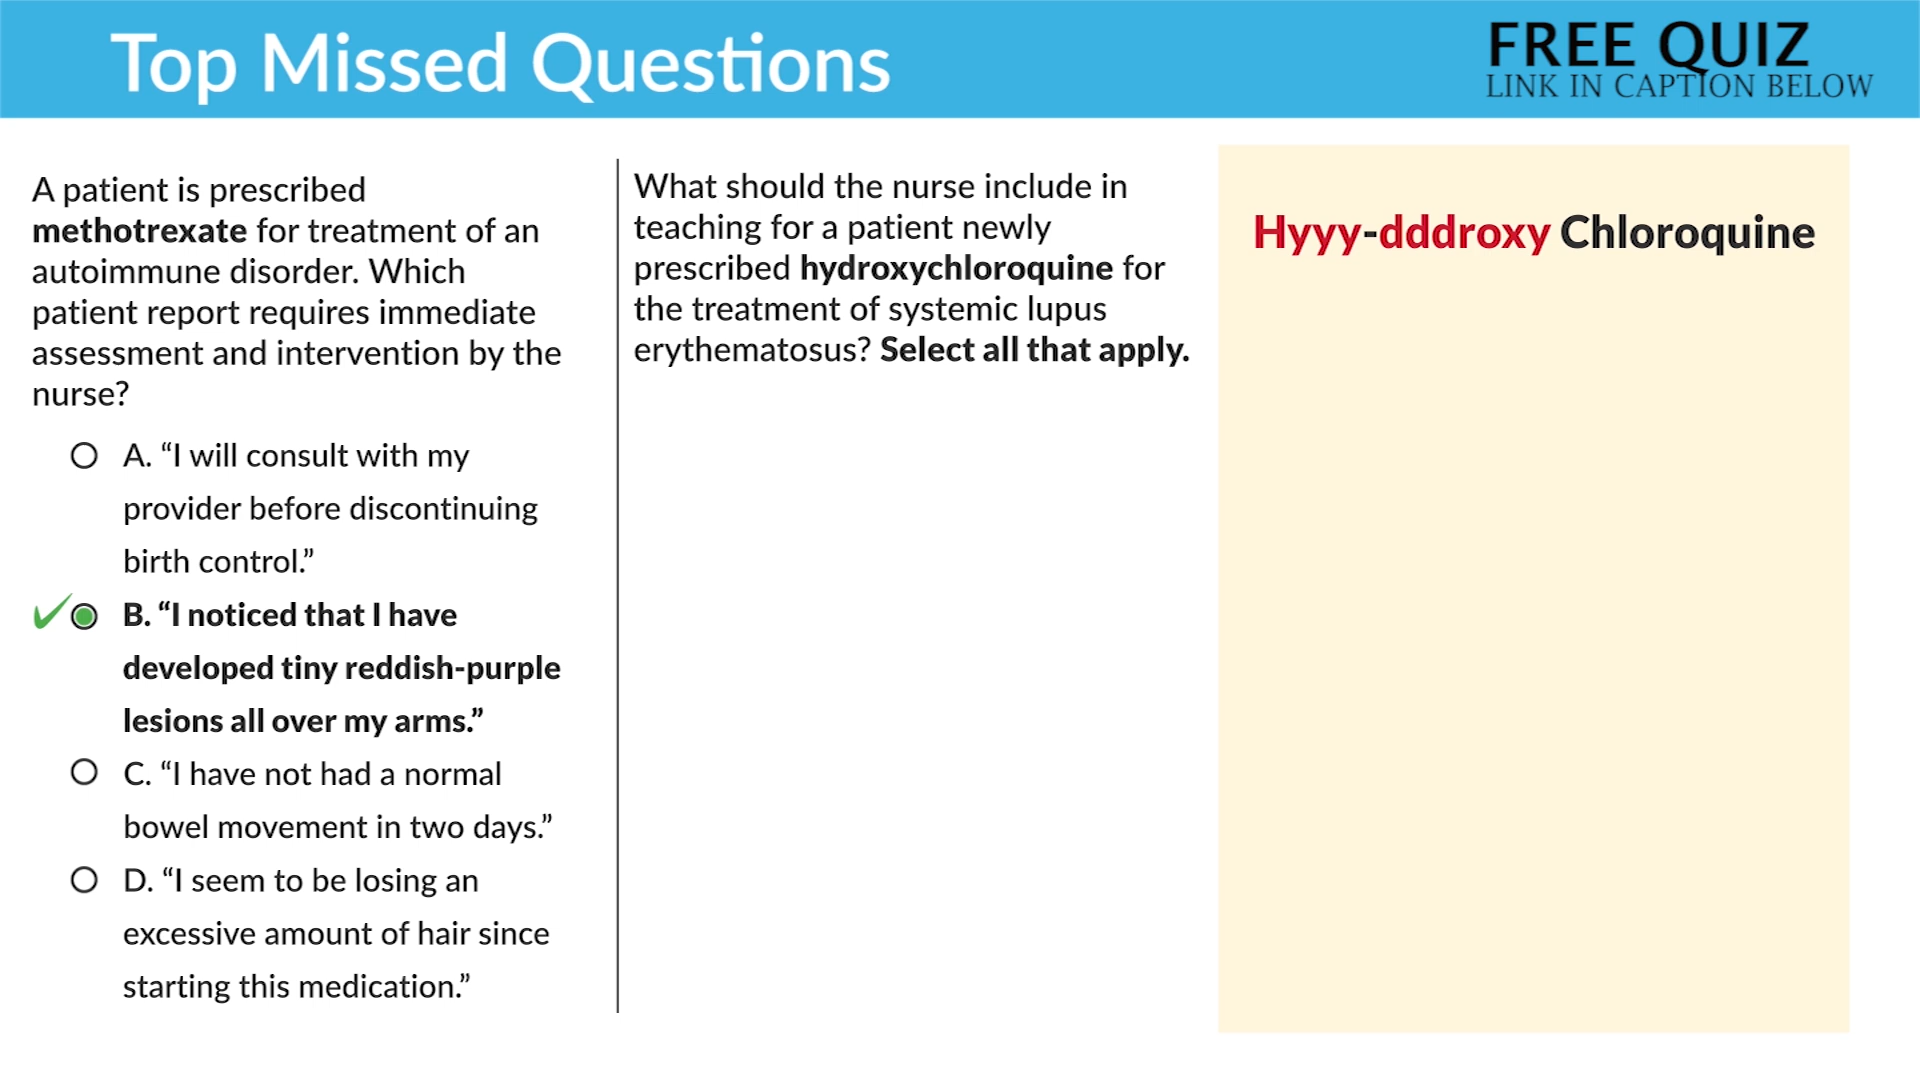 Top Missed Questions
FREE QUIZ
LINK IN CAPTION BELOW
A patient is prescribed
methotrexate for treatment of an
autoimmune disorder. Which
patient report requires immediate
assessment and intervention by the
nurse?
A. “I will consult with my
provider before discontinuing
birth control.”
B. “I noticed that I have
developed tiny reddish-purple
lesions all over my arms.”
C. “I have not had a normal
bowel movement in two days.”
D. “I seem to be losing an
excessive amount of hair since
starting this medication.”
What should the nurse include in
teaching for a patient newly
prescribed hydroxychloroquine for
the treatment of systemic lupus
erythematosus? Select all that apply.
Hyyy-dddroxy Chloroquine